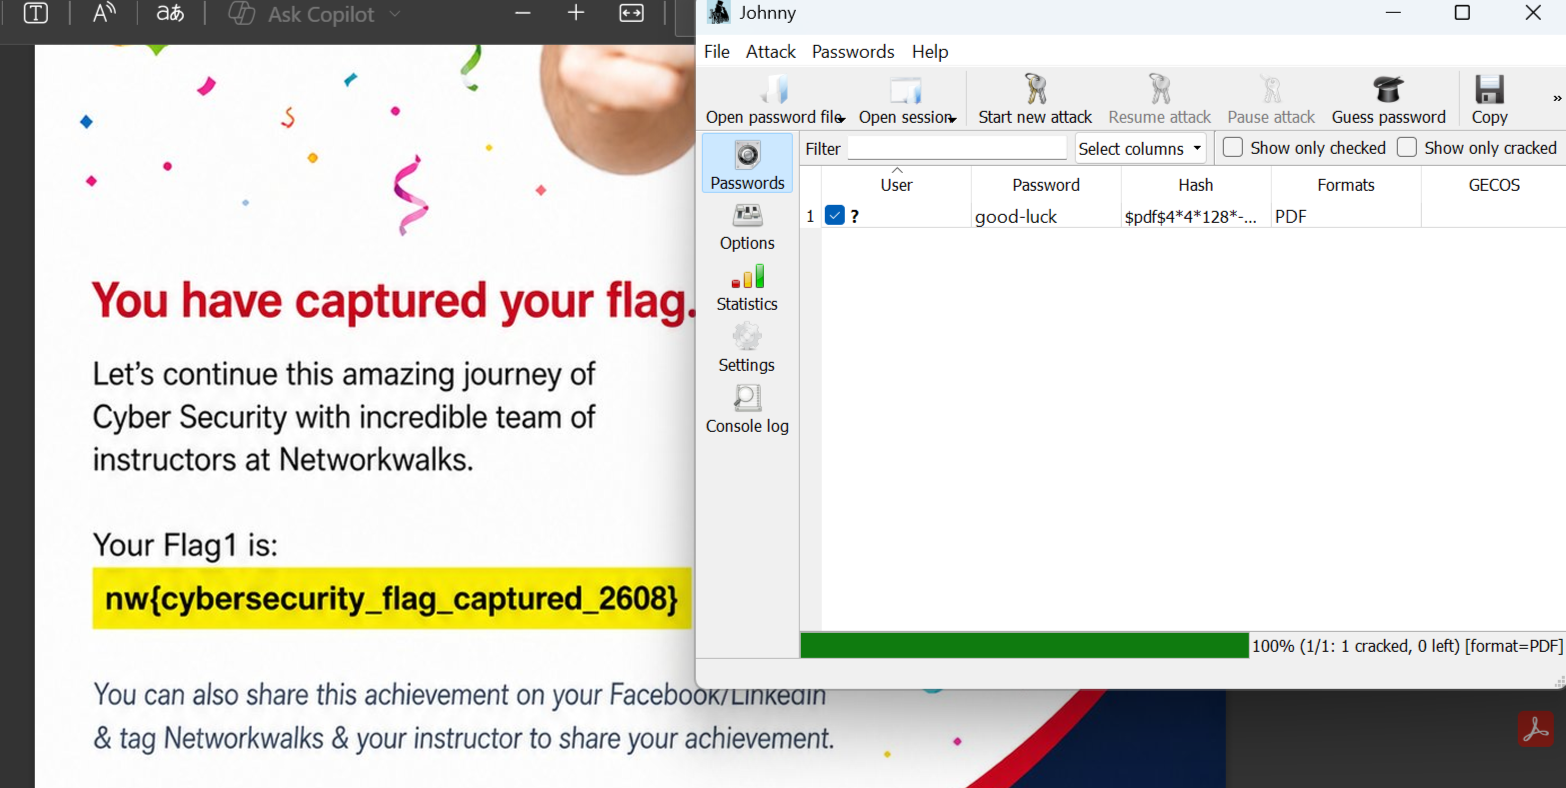 Ask Copilot
You have captured your flag.
Let's continue this amazing journey of
Cyber Security with incredible team of
instructors at Networkwalks.
Your Flag1 is:
nw{cybersecurity_flag_captured_2608}
You can also share this achievement on your Facebook/LinkedIn
& tag Networkwalks & your instructor to share your achievement.
Johnny
File Attack Passwords Help
Open password file Open session Start new attack Resume attack Pause attack Guess password Copy »
Passwords
Options
Statistics
Settings
Console log
Filter Select columns Show only checked Show only cracked
User Password Hash Formats GECOS
1 ? good-luck $pdf$4*4*128*-... PDF
100% (1/1: 1 cracked, 0 left) [format=PDF]